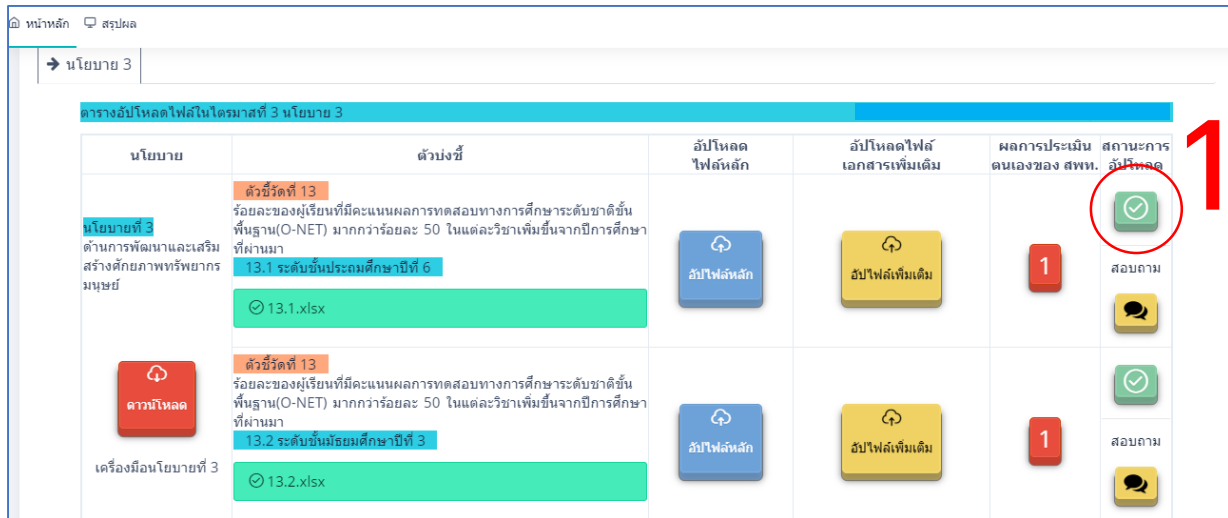 หน้าหลัก สรุปผล
นโยบาย 3
ตารางอัปโหลดไฟล์ในไตรมาสที่ 3 นโยบาย 3
นโยบาย
ตัวบ่งชี้
อัปโหลด
ไฟล์หลัก
อัปโหลดไฟล์
เอกสารเพิ่มเติม
ผลการประเมิน
ตนเองของ สพท.
สถานะการ
อัปโหลด
1
นโยบายที่ 3
ด้านการพัฒนาและเสริม
สร้างศักยภาพทรัพยากร
มนุษย์
ดาวน์โหลด
เครื่องมือนโยบายที่ 3
ตัวชี้วัดที่ 13
ร้อยละของผู้เรียนที่มีคะแนนผลการทดสอบทางการศึกษาระดับชาติขั้น
พื้นฐาน(O-NET) มากกว่าร้อยละ 50 ในแต่ละวิชาเพิ่มขึ้นจากปีการศึกษา
ที่ผ่านมา
13.1 ระดับชั้นประถมศึกษาปีที่ 6
13.1.xlsx
อัปไฟล์หลัก
อัปไฟล์เพิ่มเติม
1
สอบถาม
ตัวชี้วัดที่ 13
ร้อยละของผู้เรียนที่มีคะแนนผลการทดสอบทางการศึกษาระดับชาติขั้น
พื้นฐาน(O-NET) มากกว่าร้อยละ 50 ในแต่ละวิชาเพิ่มขึ้นจากปีการศึกษา
ที่ผ่านมา
13.2 ระดับชั้นมัธยมศึกษาปีที่ 3
13.2.xlsx
อัปไฟล์หลัก
อัปไฟล์เพิ่มเติม
1
สอบถาม